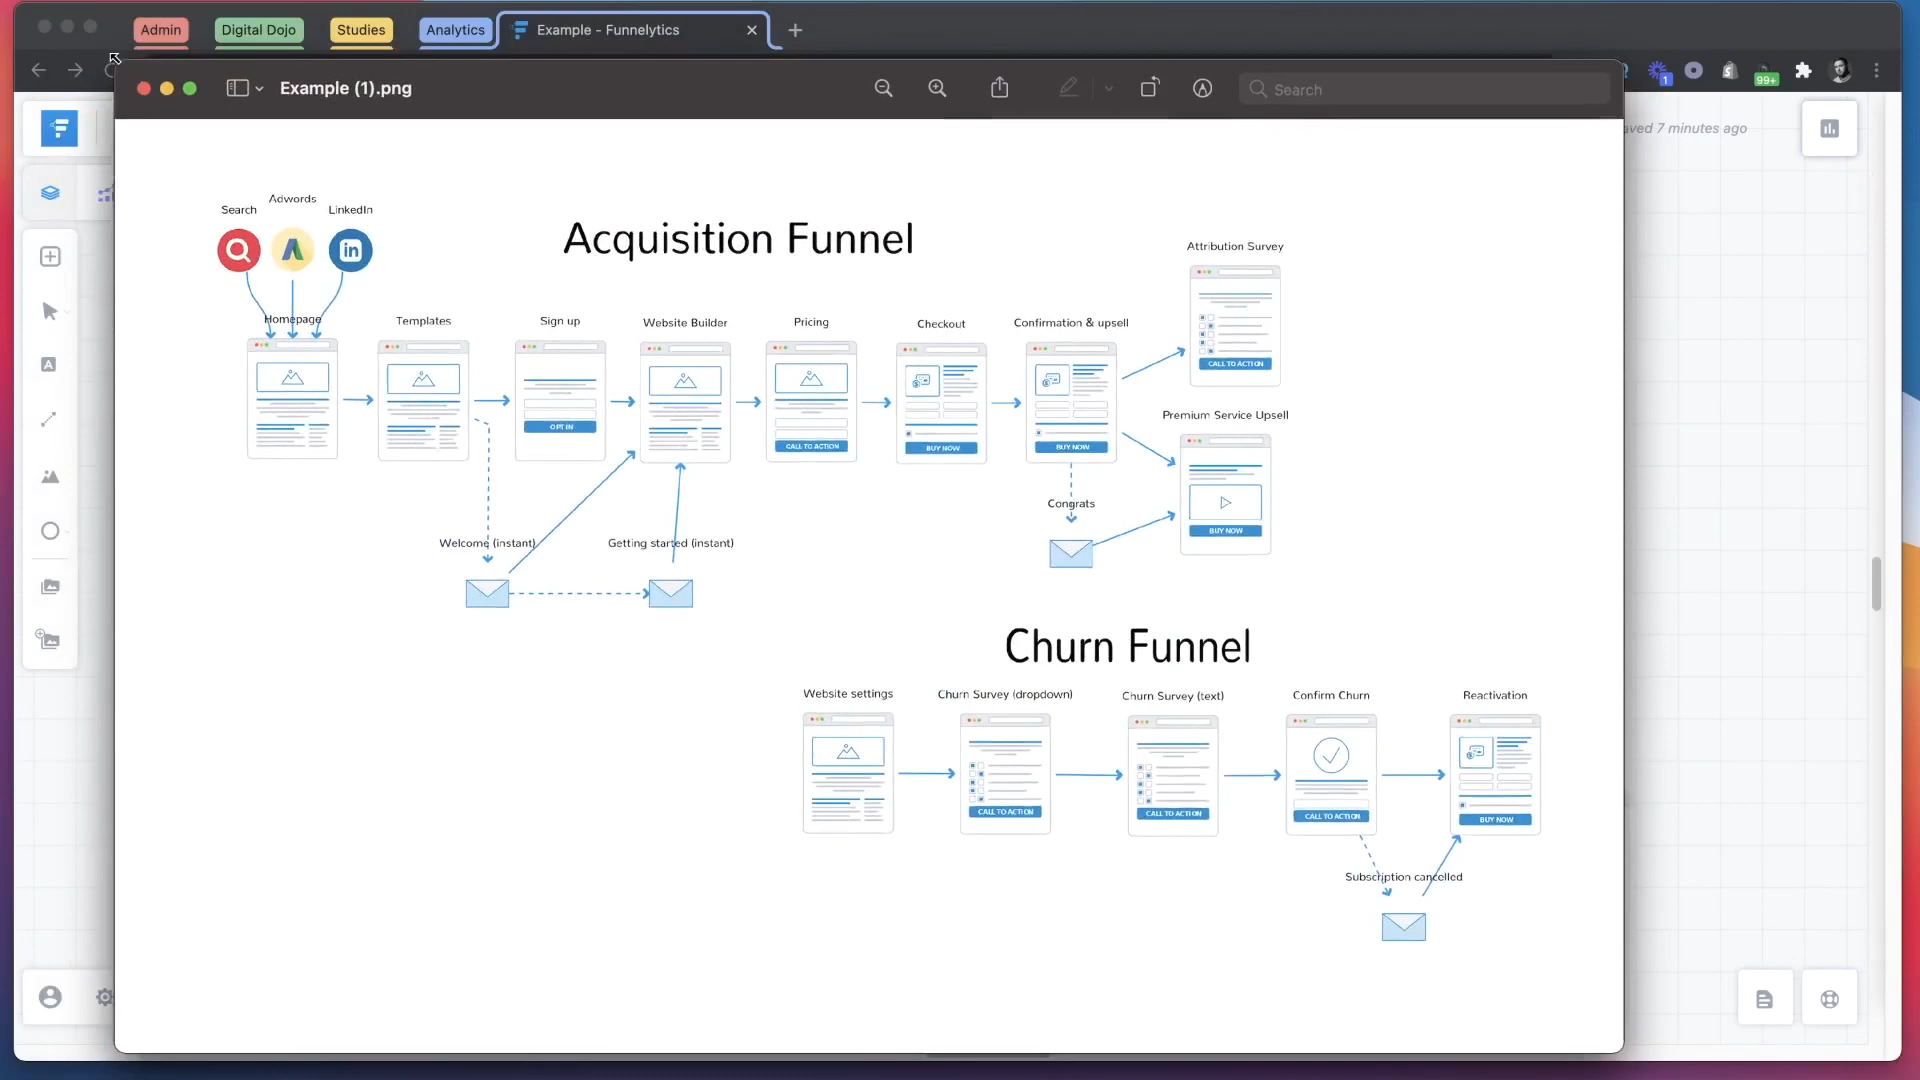 Admin
Digital Dojo
Studies
Analytics
Example - Funnelytics
Example (1).png
Search
1
99+
aved 7 minutes ago
Search
Adwords
LinkedIn
Acquisition Funnel
Attribution Survey
CALL TO ACTION
Homepage
Templates
Sign up
Website Builder
Pricing
Checkout
Confirmation & upsell
OPT IN
CALL TO ACTION
BUY NOW
BUY NOW
Premium Service Upsell
BUY NOW
Congrats
Welcome (instant)
Getting started (instant)
Churn Funnel
Website settings
Churn Survey (dropdown)
Churn Survey (text)
Confirm Churn
Reactivation
CALL TO ACTION
CALL TO ACTION
CALL TO ACTION
BUY NOW
Subscription cancelled